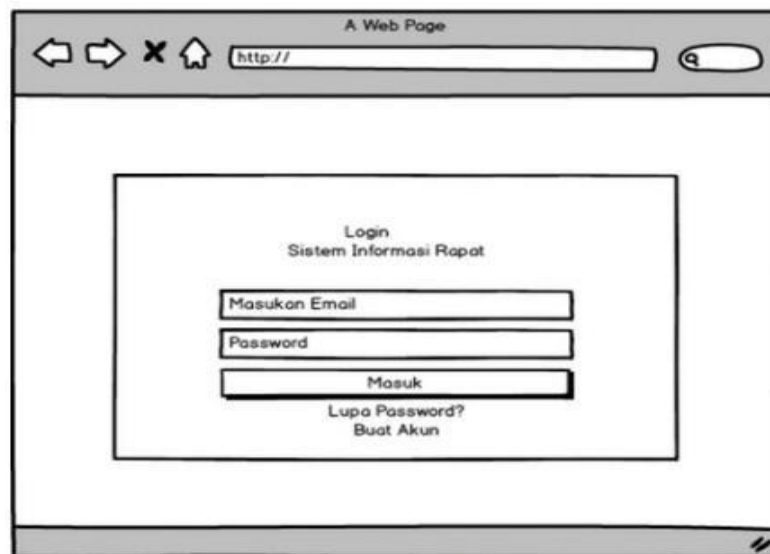 A Web Page
http://
Login
Sistem Informasi Rapat
Masukan Email
Password
Masuk
Lupa Password?
Buat Akun